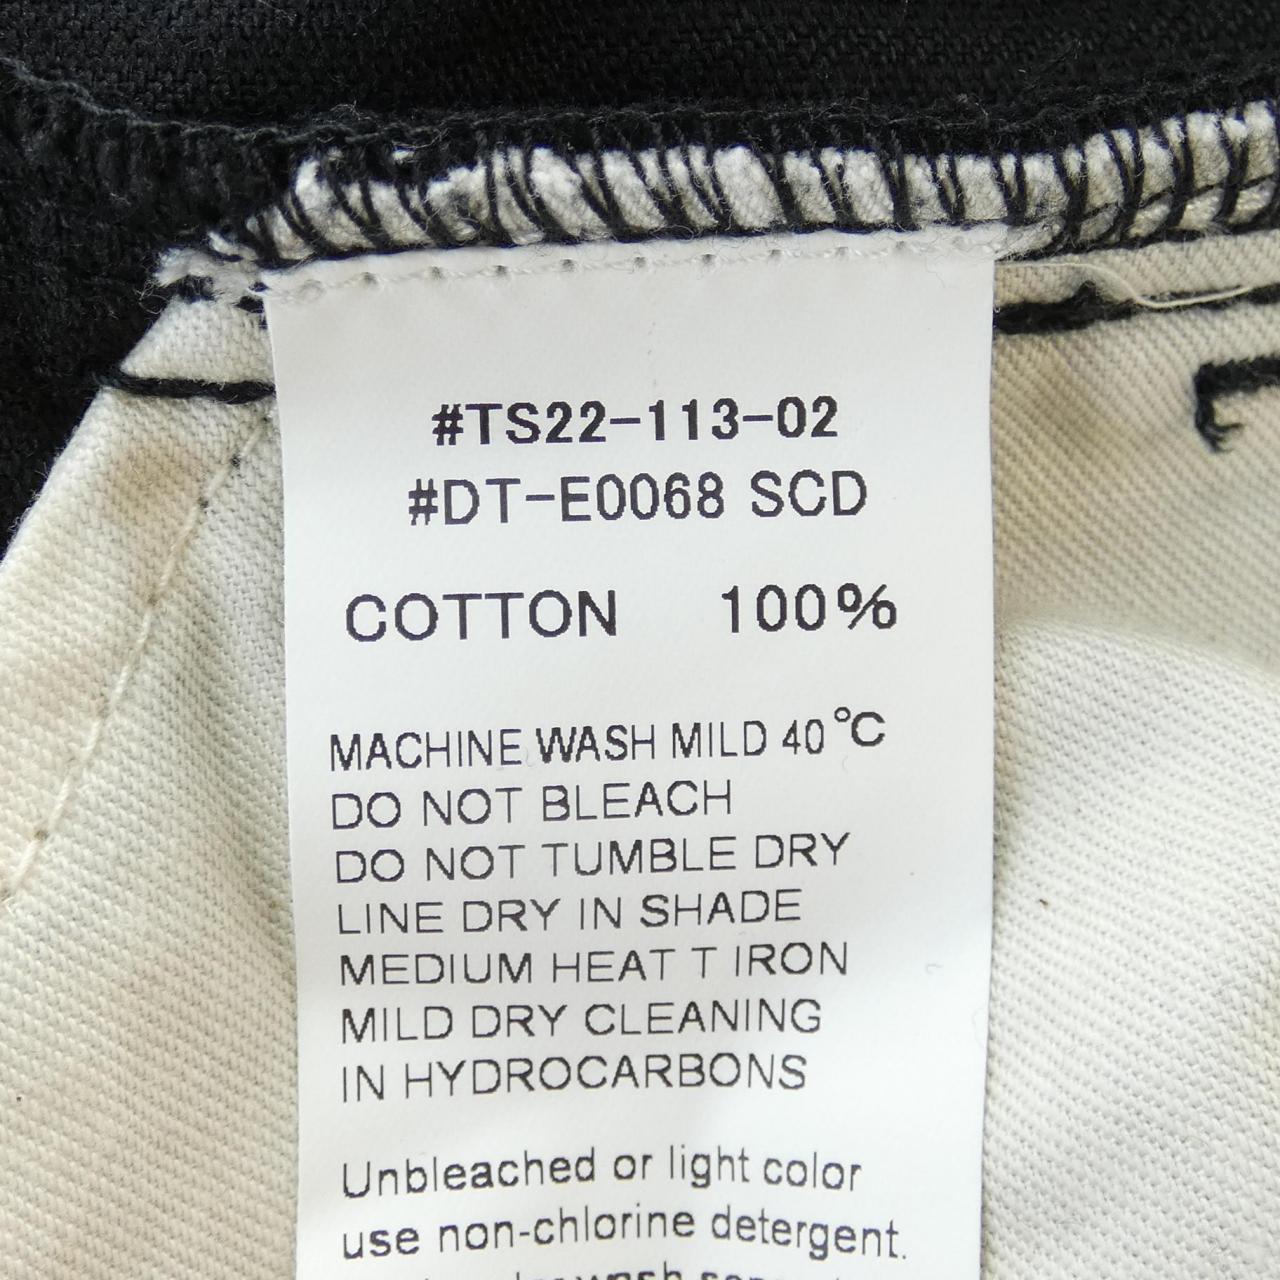 #TS22-113-02
#DT-E0068 SCD
COTTON 100%
MACHINE WASH MILD 40℃
DO NOT BLEACH
DO NOT TUMBLE DRY
LINE DRY IN SHADE
MEDIUM HEAT T IRON
MILD DRY CLEANING
IN HYDROCARBONS
Unbleached or light color
use non-chlorine detergent.
wash